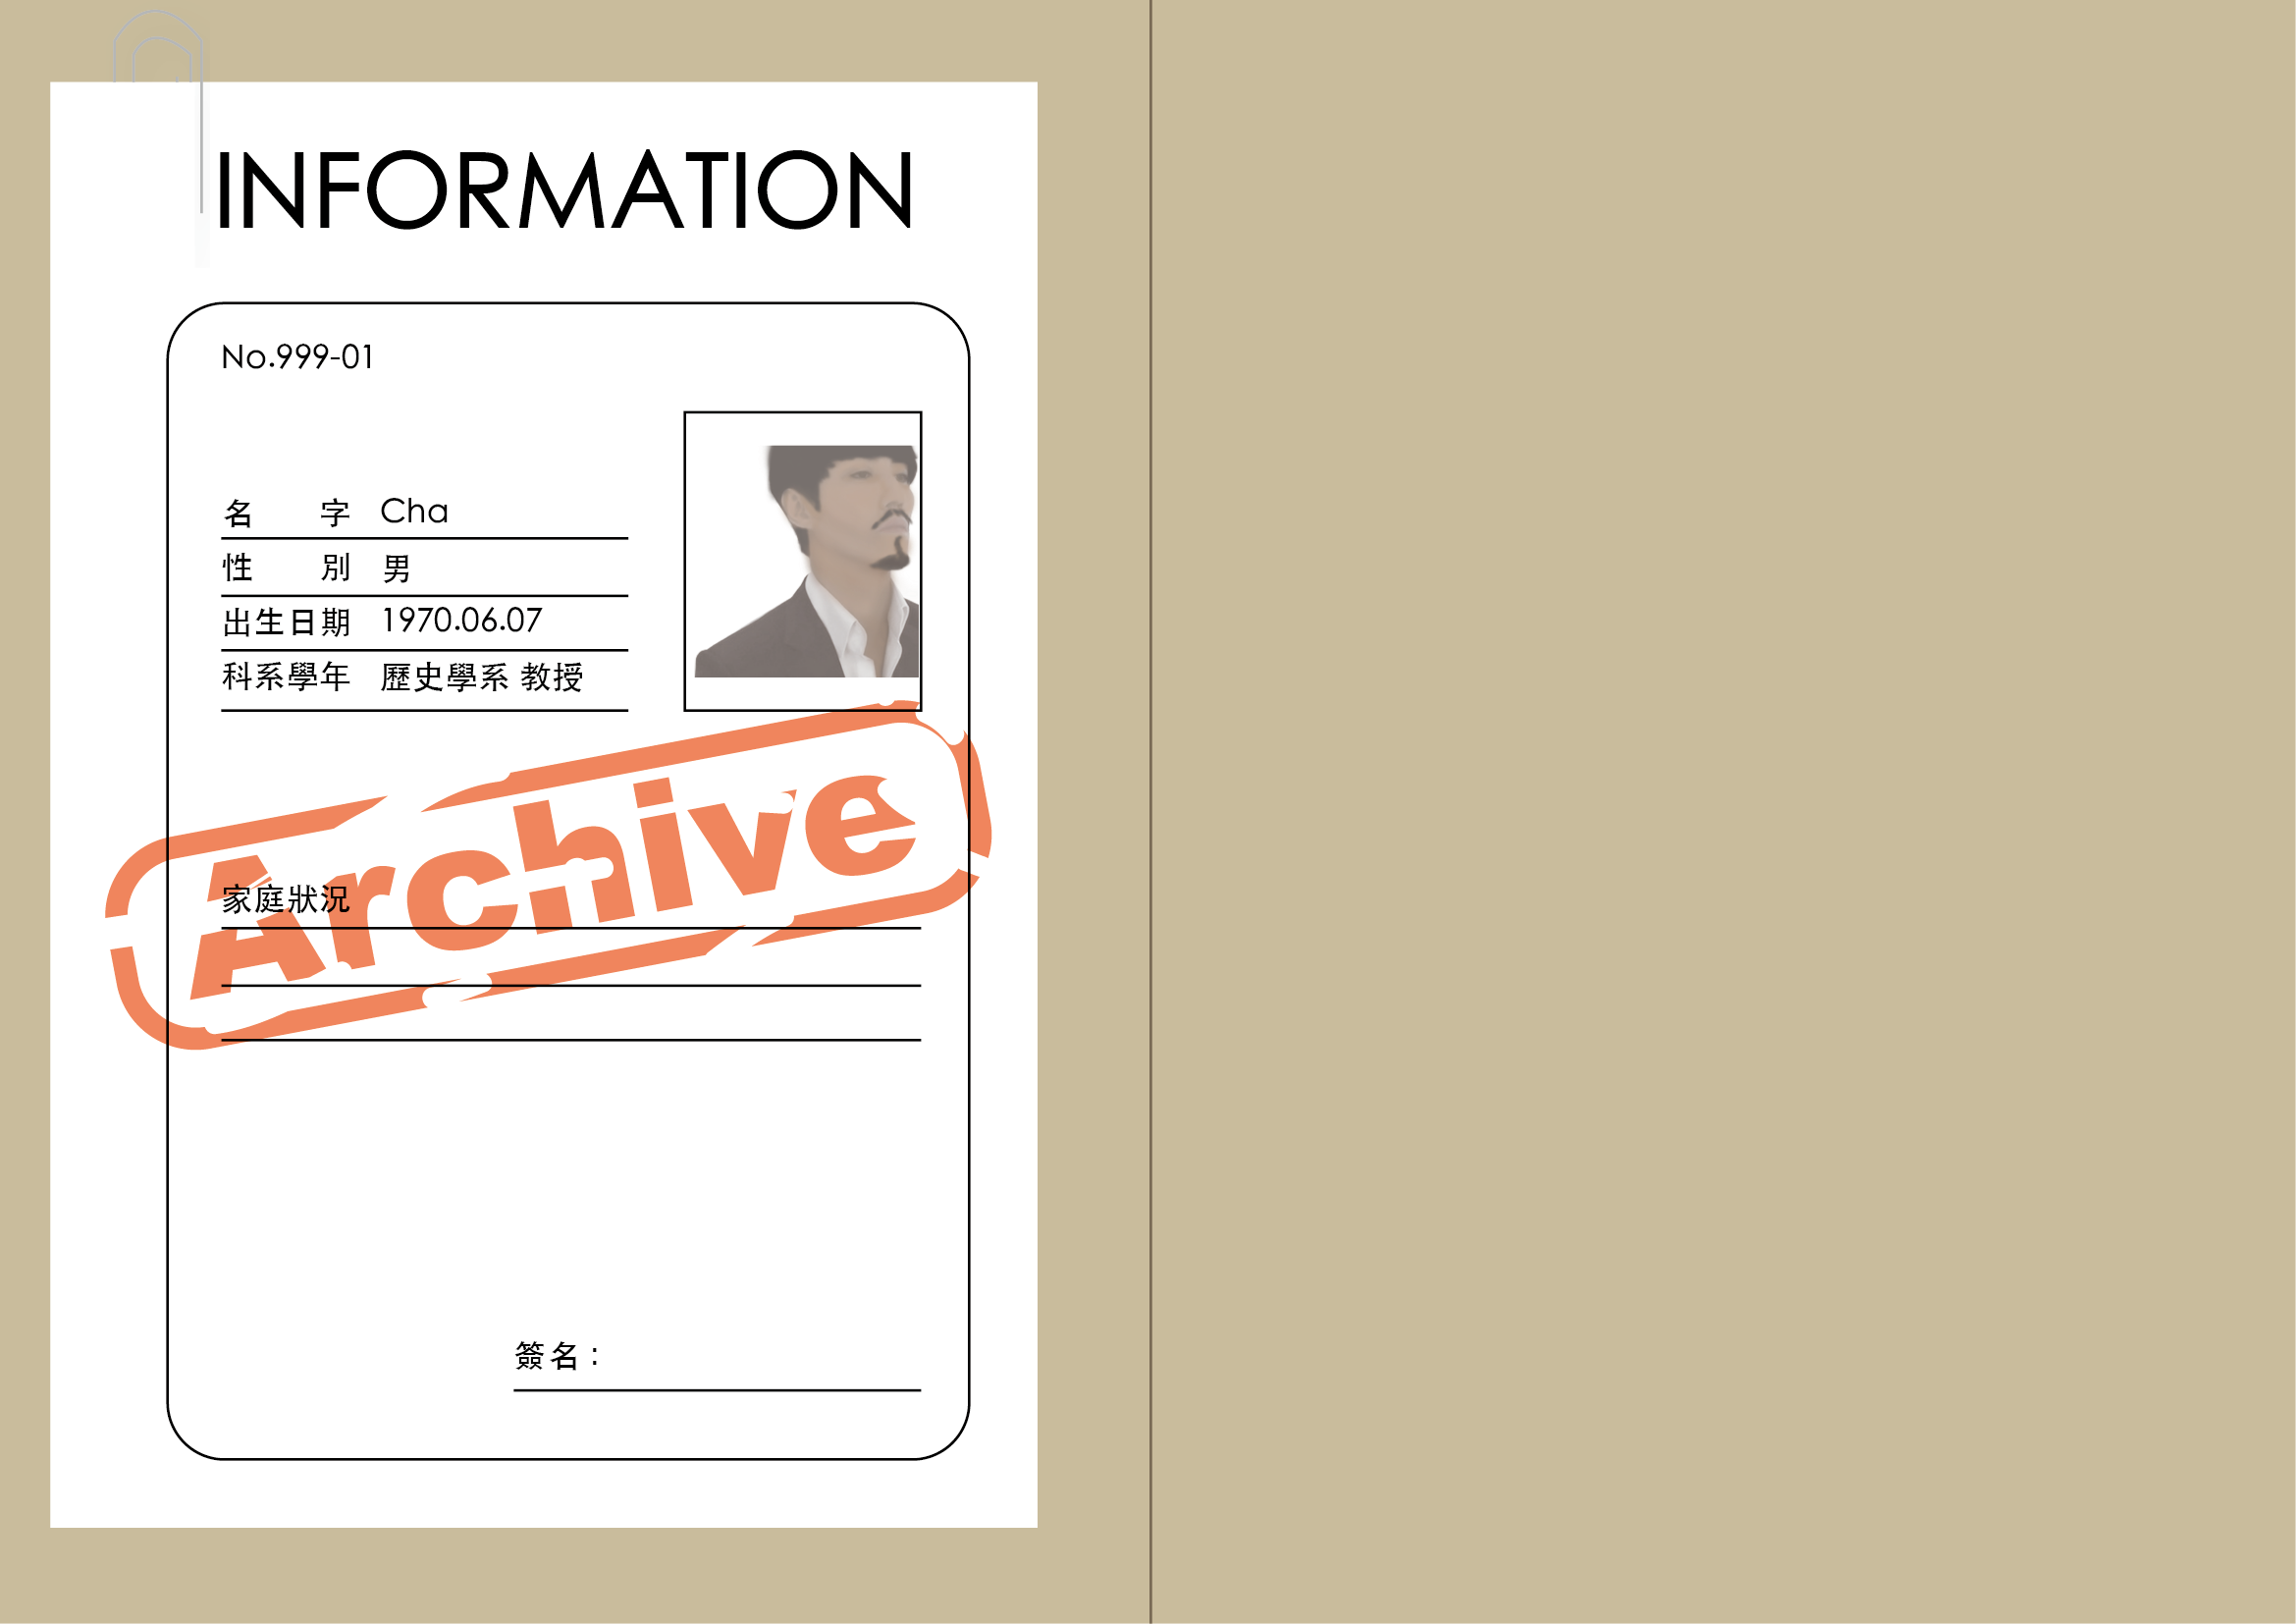 INFORMATION
No.999-01
名字 Cha
性別 男
出生日期 1970.06.07
科系學年 歷史學系 教授
Archive
家庭狀況
簽名：